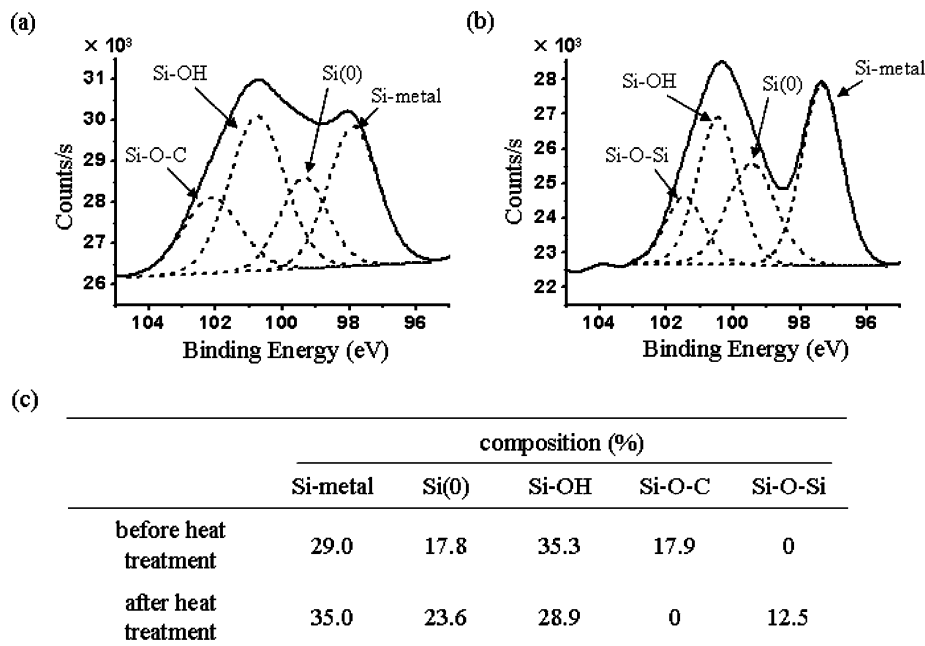 (a)
× 10³
31
30
29
28
27
26
Counts/s
Si-OH
Si(0)
Si-metal
Si-O-C
104 102 100 98 96
Binding Energy (eV)
(b)
× 10³
28
27
25
24
23
22
Counts/s
Si-metal
Si-OH
Si(0)
Si-O-Si
104 102 100 98 96
Binding Energy (eV)
(c)
composition (%)
Si-metal Si(0) Si-OH Si-O-C Si-O-Si
before heat
treatment
29.0 17.8 35.3 17.9 0
after heat
treatment
35.0 23.6 28.9 0 12.5